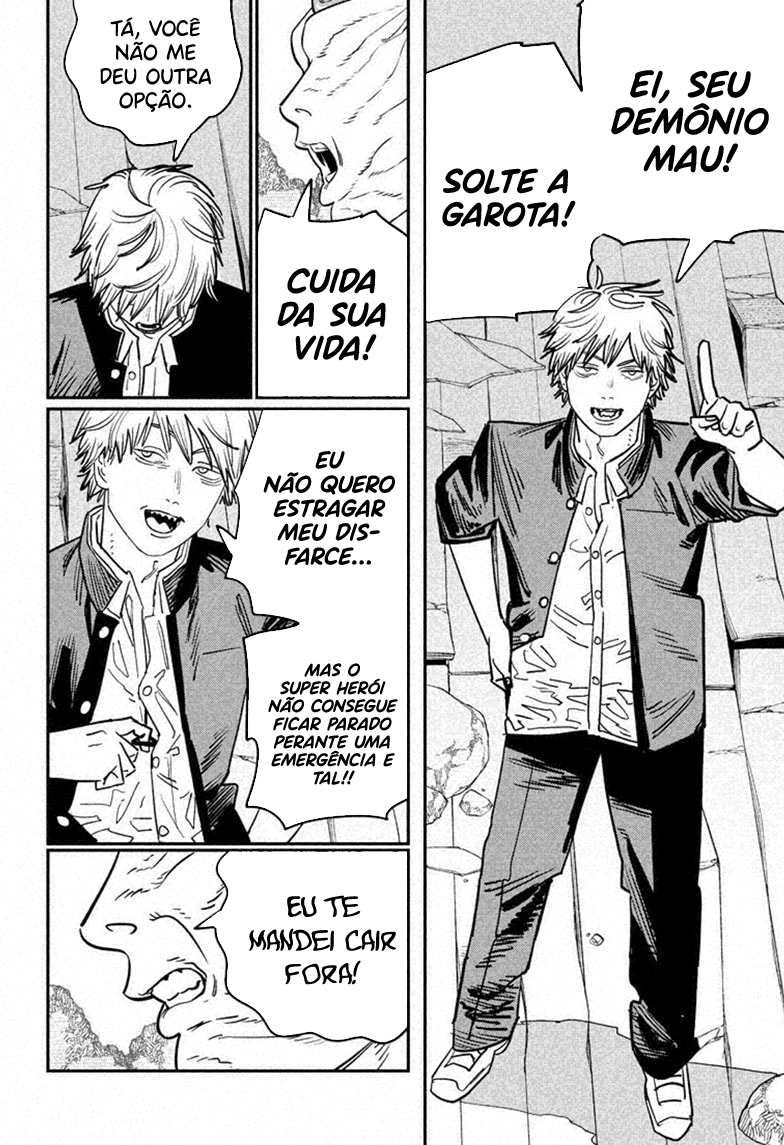 EI, SEU
DEMÔNIO
MAU!
SOLTE A
GAROTA!
CUIDA
DA SUA
VIDA!
TÁ, VOCÊ
NÃO ME
DEU OUTRA
OPÇÃO.
EU
NÃO QUERO
ESTRAGAR
MEU DIS-
FARCE...
MAS O
SUPER HERÓI
NÃO CONSEGUE
FICAR PARADO
PERANTE UMA
EMERGÊNCIA E
TAL!!
EU TE
MANDEI CAIR
FORA!